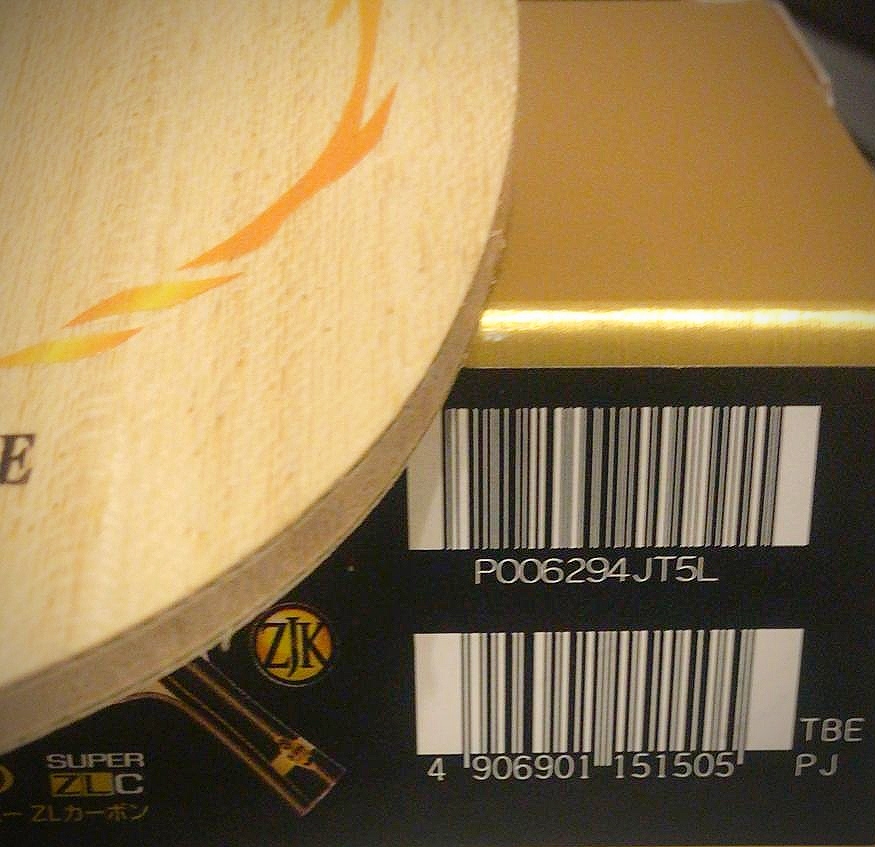 E
P006294JT5L
ZJK
TBE
PJ
4 906901 151505
SUPER
ZLC
ー ZLカーボン